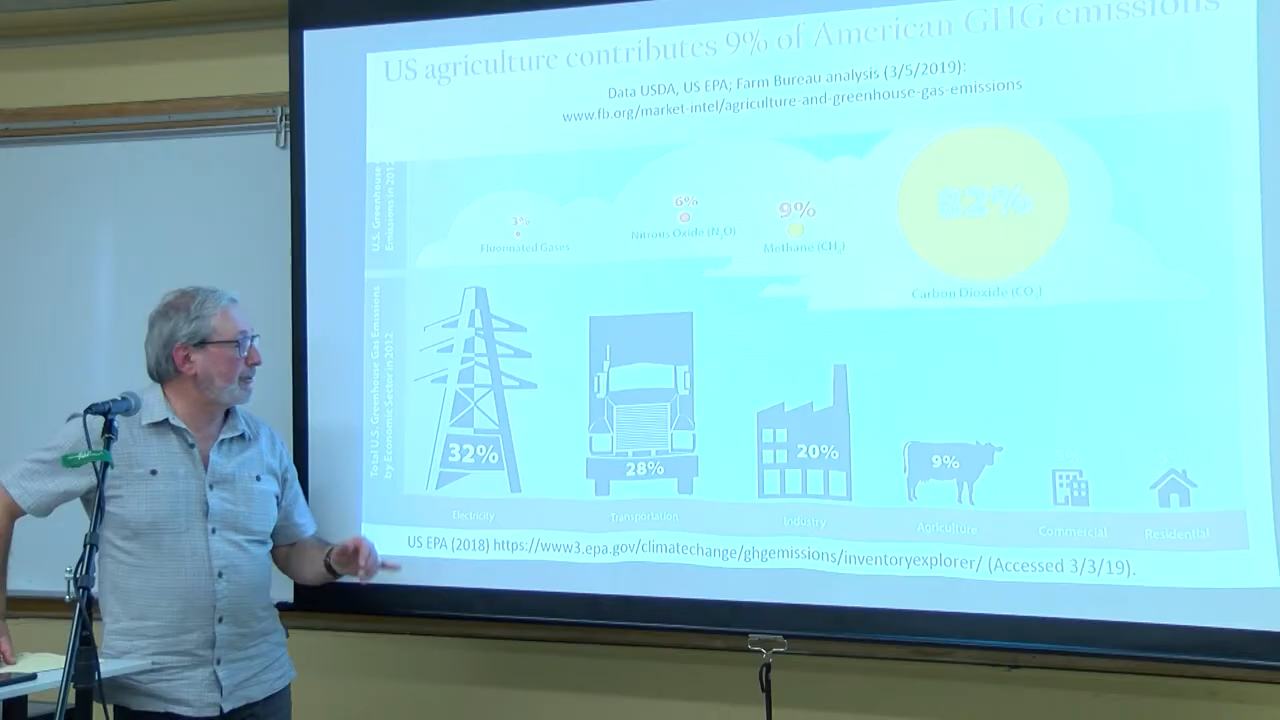 US agriculture contributes 9% of American GHG emissions
Data USDA, US EPA; Farm Bureau analysis (3/5/2019):
www.fb.org/market-intel/agriculture-and-greenhouse-gas-emissions
U.S. Greenhouse
Emissions in 2012
3%
Fluorinated Gases
6%
Nitrous Oxide (N₂O)
9%
Methane (CH₄)
82%
Carbon Dioxide (CO₂)
Total U.S. Greenhouse Gas Emissions
by Economic Sector in 2012
32%
28%
20%
9%
Electricity
Transportation
Industry
Agriculture
Commercial
Residential
US EPA (2018) https://www3.epa.gov/climatechange/ghgemissions/inventoryexplorer/ (Accessed 3/3/19).